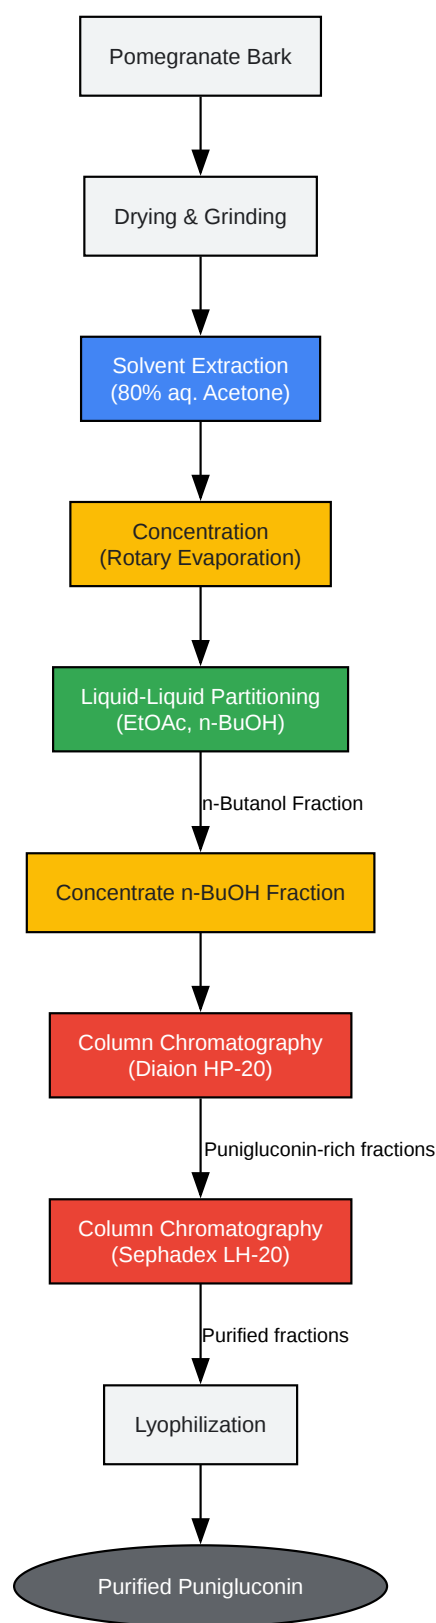 Pomegranate Bark
Drying & Grinding
Solvent Extraction
(80% aq. Acetone)
Concentration
(Rotary Evaporation)
Liquid-Liquid Partitioning
(EtOAc, n-BuOH)
n-Butanol Fraction
Concentrate n-BuOH Fraction
Column Chromatography
(Diaion HP-20)
Punigluconin-rich fractions
Column Chromatography
(Sephadex LH-20)
Purified fractions
Lyophilization
Purified Punigluconin